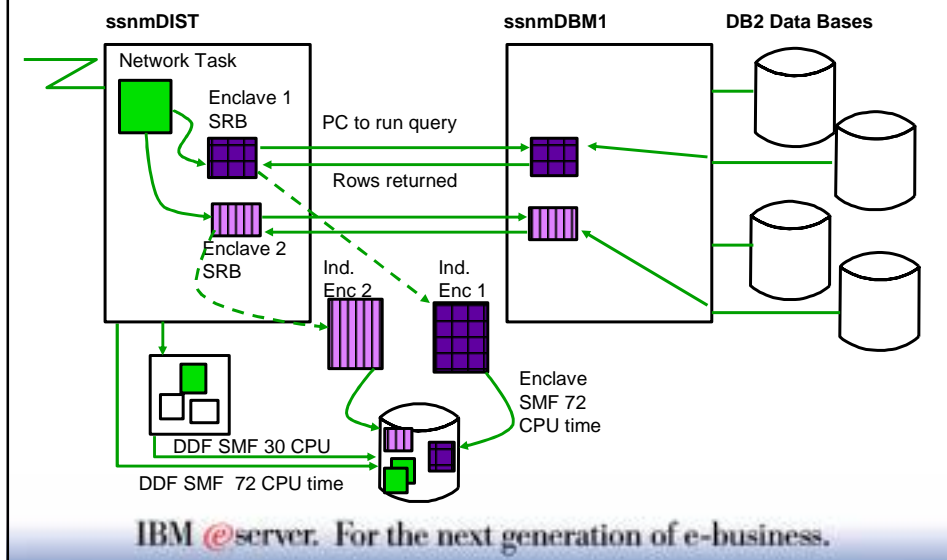 ssnmDIST
ssnmDBM1
DB2 Data Bases
Network Task
Enclave 1
SRB
PC to run query
Rows returned
Enclave 2
SRB
Ind.
Enc 2
Ind.
Enc 1
Enclave
SMF 72
CPU time
DDF SMF 30 CPU
DDF SMF 72 CPU time
IBM @server. For the next generation of e-business.